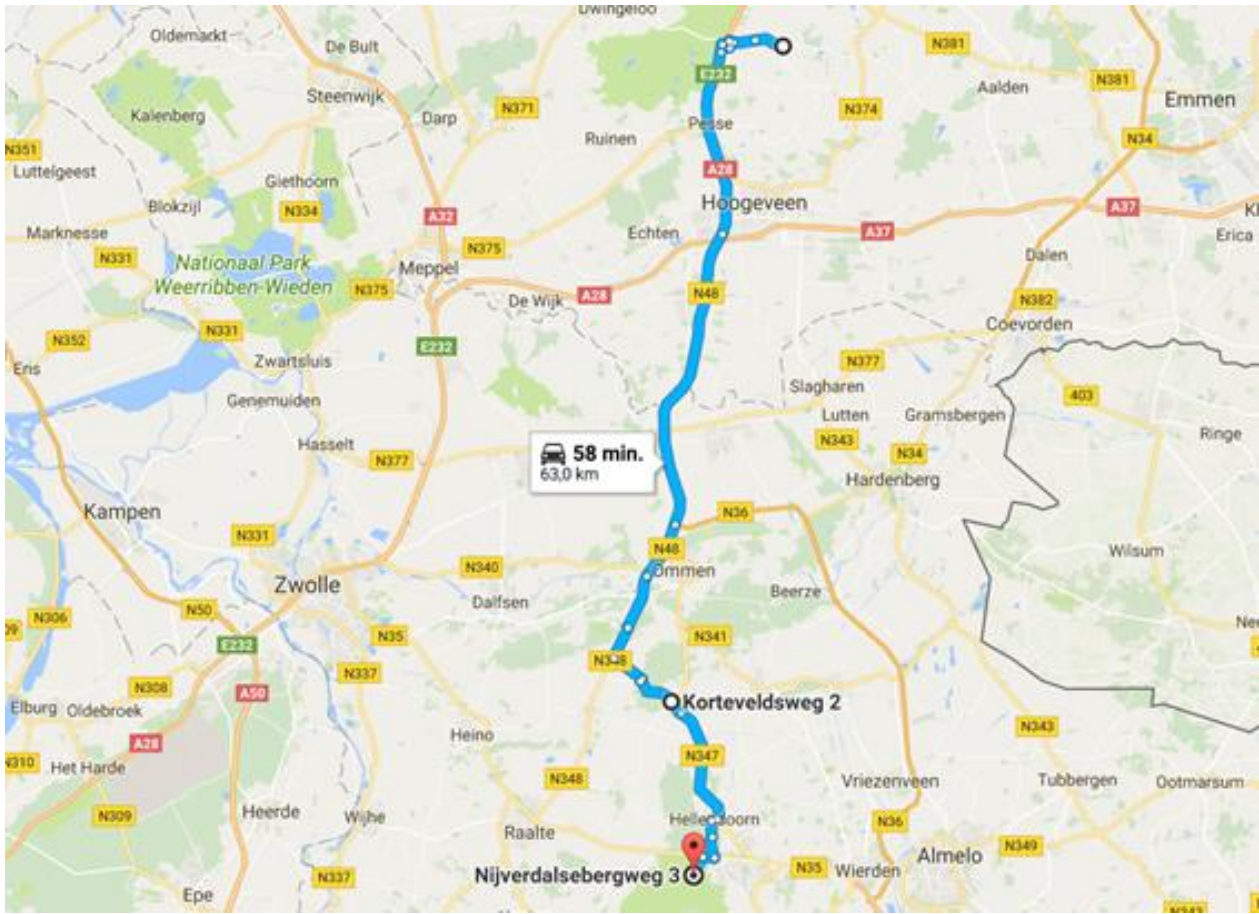 Dwingeloo
Oldemarkt
De Bult
N381
N381
Steenwijk
E232
Aalden
Emmen
Kalenberg
N371
N374
Darp
Pesse
N34
N351
Ruinen
Luttelgeest
Giethoorn
A28
Blokzijl
N334
A32
Hoogeveen
A37
Marknesse
Echten
A37
N331
N375
Erica
Nationaal Park
Weerribben-Wieden
Meppel
Dalen
N375
De Wijk
A28
N48
N382
N331
Coevorden
N352
E232
Ens
Zwartsluis
N377
Slagharen
403
Genemuiden
Lutten
Gramsbergen
Hasselt
N343
Ringe
58 min.
63,0 km
N377
N34
Hardenberg
Kampen
N36
N331
N48
Wilsum
Zwolle
N340
Ommen
Beerze
Dalfsen
N50
N306
N35
N341
E232
N348
N337
N308
A50
Elburg
Oldebroek
Korteveldsweg 2
N343
Heino
A28
N347
N310
Het Harde
N348
Vriezenveen
Tubbergen
Ootmarsum
N309
Heerde
Wijhe
Hellendoorn
N36
Raalte
N349
Almelo
Nijverdalsebergweg 3
N35
Wierden
N337
Epe
N343